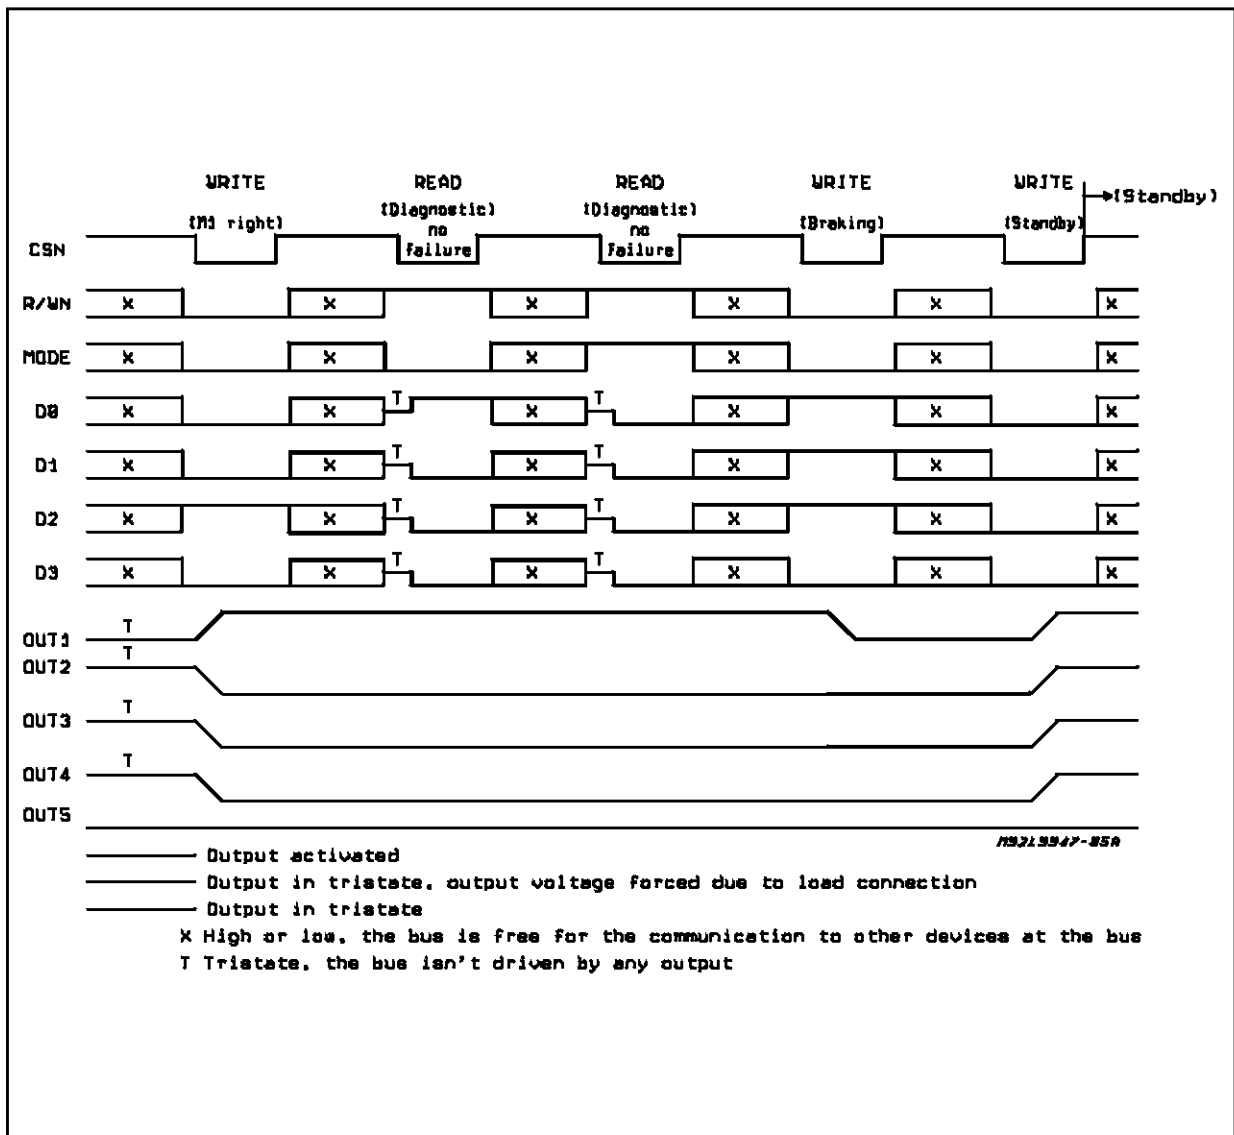 WRITE READ READ WRITE WRITE
(M1 right) (Diagnostic) (Diagnostic) (Braking) (Standby) (Standby)
no no
failure failure
CSN
R/WN X X X X X X
MODE X X X X X X
T T
D0 X X X X X X
T T
D1 X X X X X X
T T
D2 X X X X X X
T T
D3 X X X X X X
T
OUT1
T
OUT2
T
OUT3
T
OUT4
OUT5
M92L9947-05A
Output activated
Output in tristate, output voltage forced due to load connection
Output in tristate
X High or low, the bus is free for the communication to other devices at the bus
T Tristate, the bus isn't driven by any output